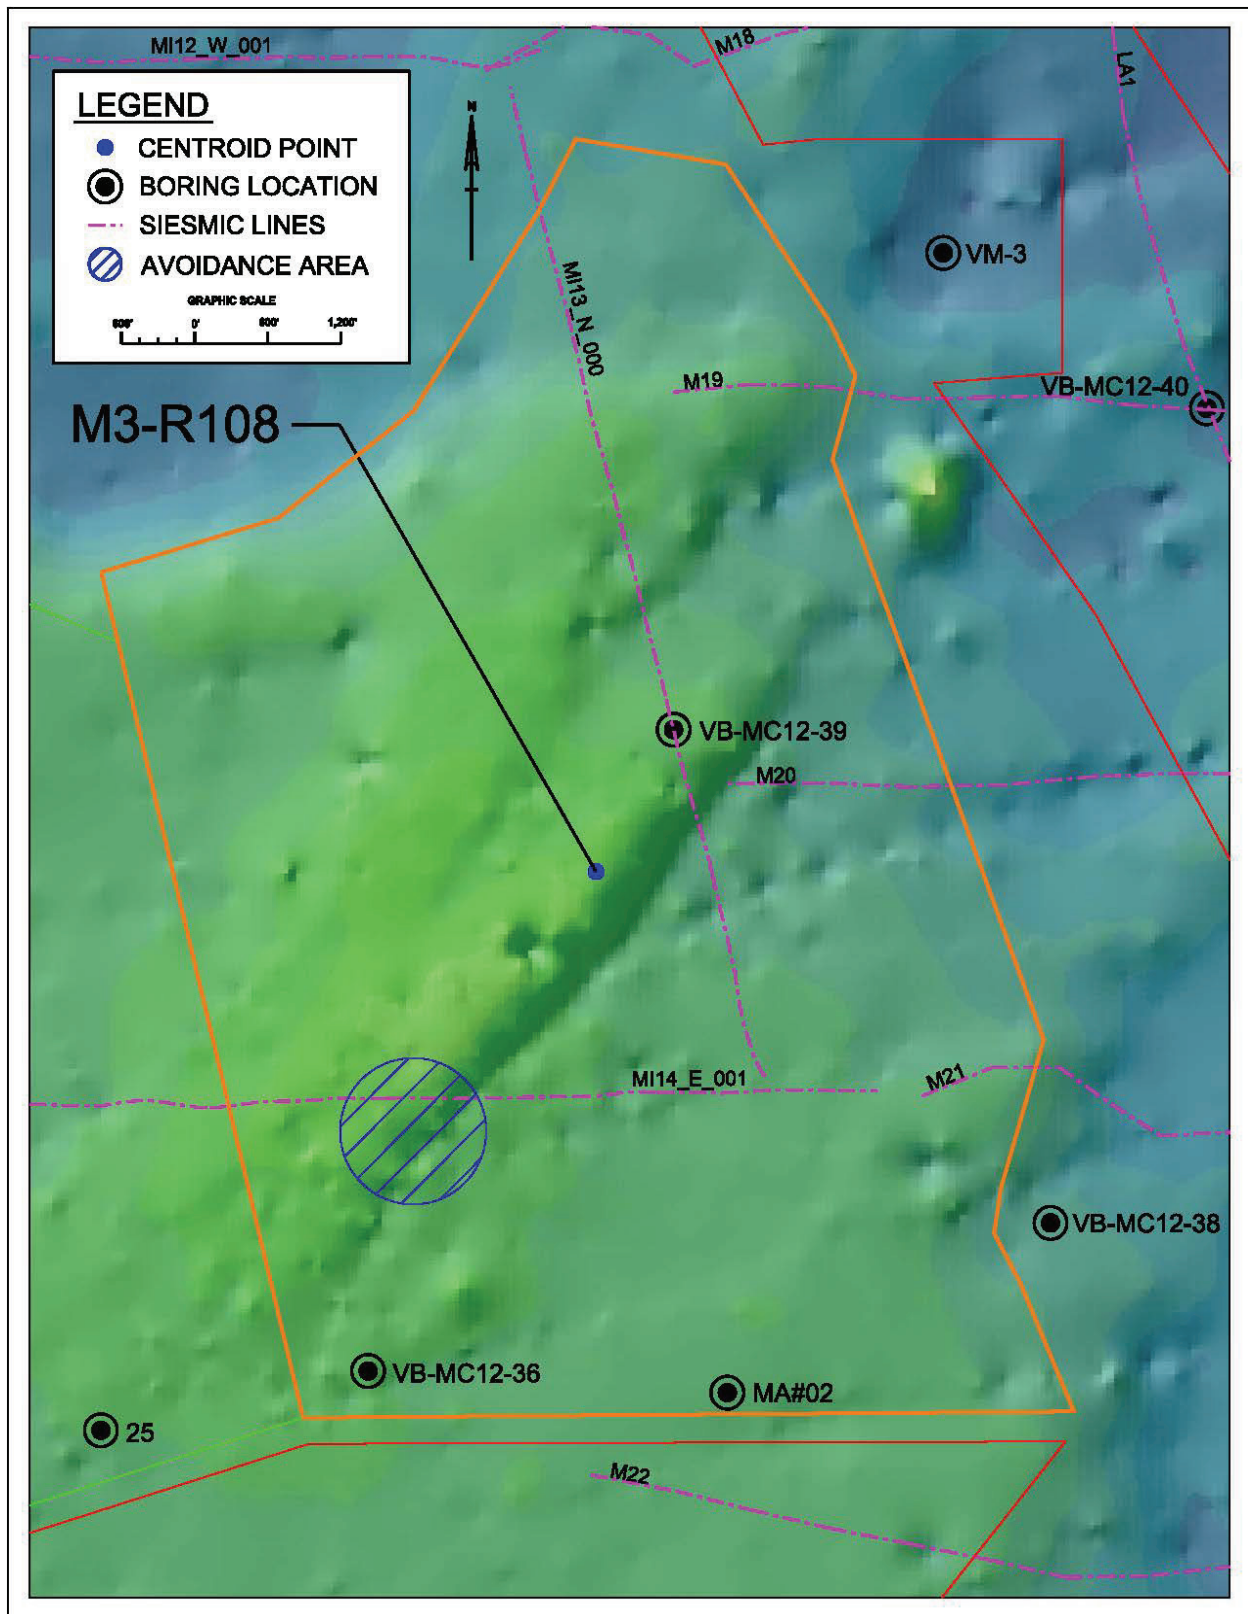 MI12_W_001
M18
LA1
LEGEND
CENTROID POINT
BORING LOCATION
SIESMIC LINES
AVOIDANCE AREA
GRAPHIC SCALE
600' 0' 600' 1,200'
N
VM-3
MI13_N_000
M19
VB-MC12-40
M3-R108
VB-MC12-39
M20
MI14_E_001
M21
VB-MC12-38
VB-MC12-36
MA#02
25
M22